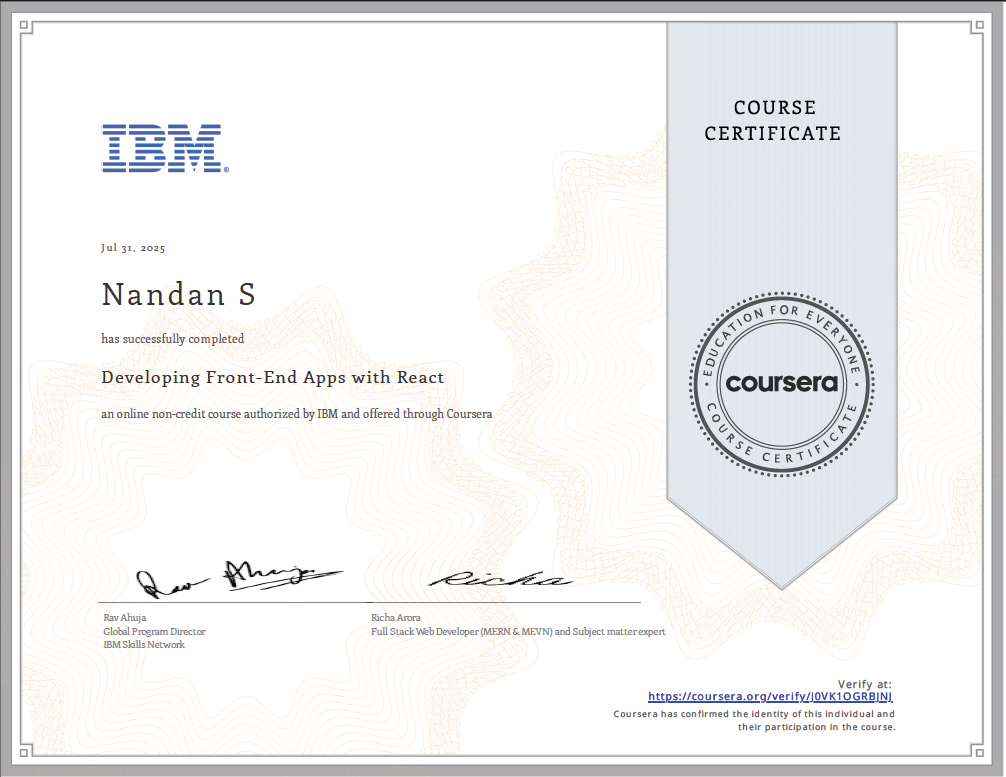 COURSE
CERTIFICATE
IBM®
Jul 31, 2025
Nandan S
has successfully completed
Developing Front-End Apps with React
an online non-credit course authorized by IBM and offered through Coursera
EDUCATION FOR EVERYONE
coursera
COURSE CERTIFICATE
Rav Ahuja
Richa
Rav Ahuja
Global Program Director
IBM Skills Network
Richa Arora
Full Stack Web Developer (MERN & MEVN) and Subject matter expert
Verify at:
https://coursera.org/verify/J0VK1OGRBJNJ
Coursera has confirmed the identity of this individual and
their participation in the course.